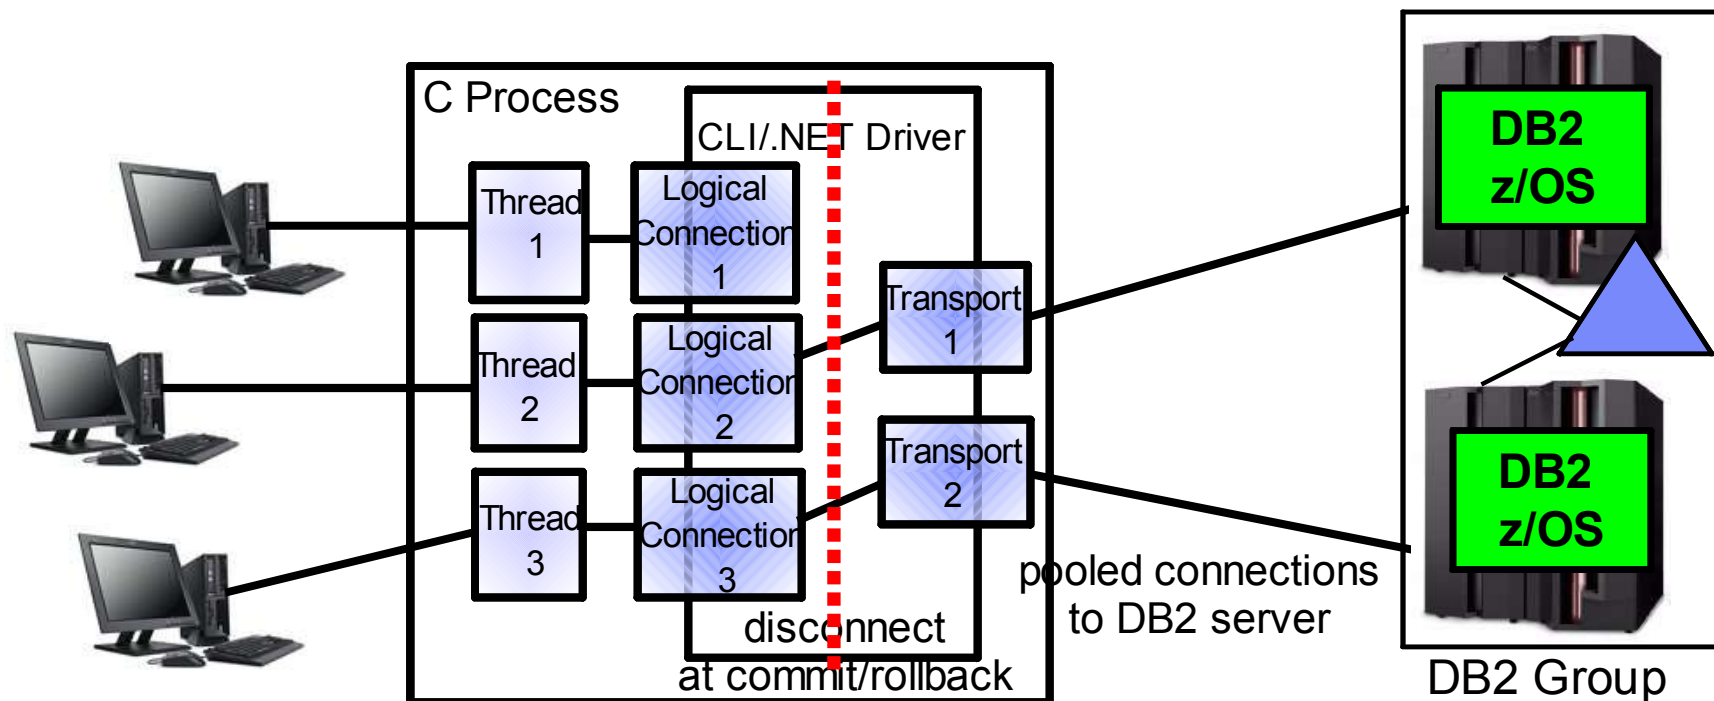 C Process
CLI/.NET Driver
Thread
1
Logical
Connection
1
Thread
2
Logical
Connection
2
Thread
3
Logical
Connection
3
Transport
1
Transport
2
disconnect
at commit/rollback
pooled connections
to DB2 server
DB2
z/OS
DB2
z/OS
DB2 Group